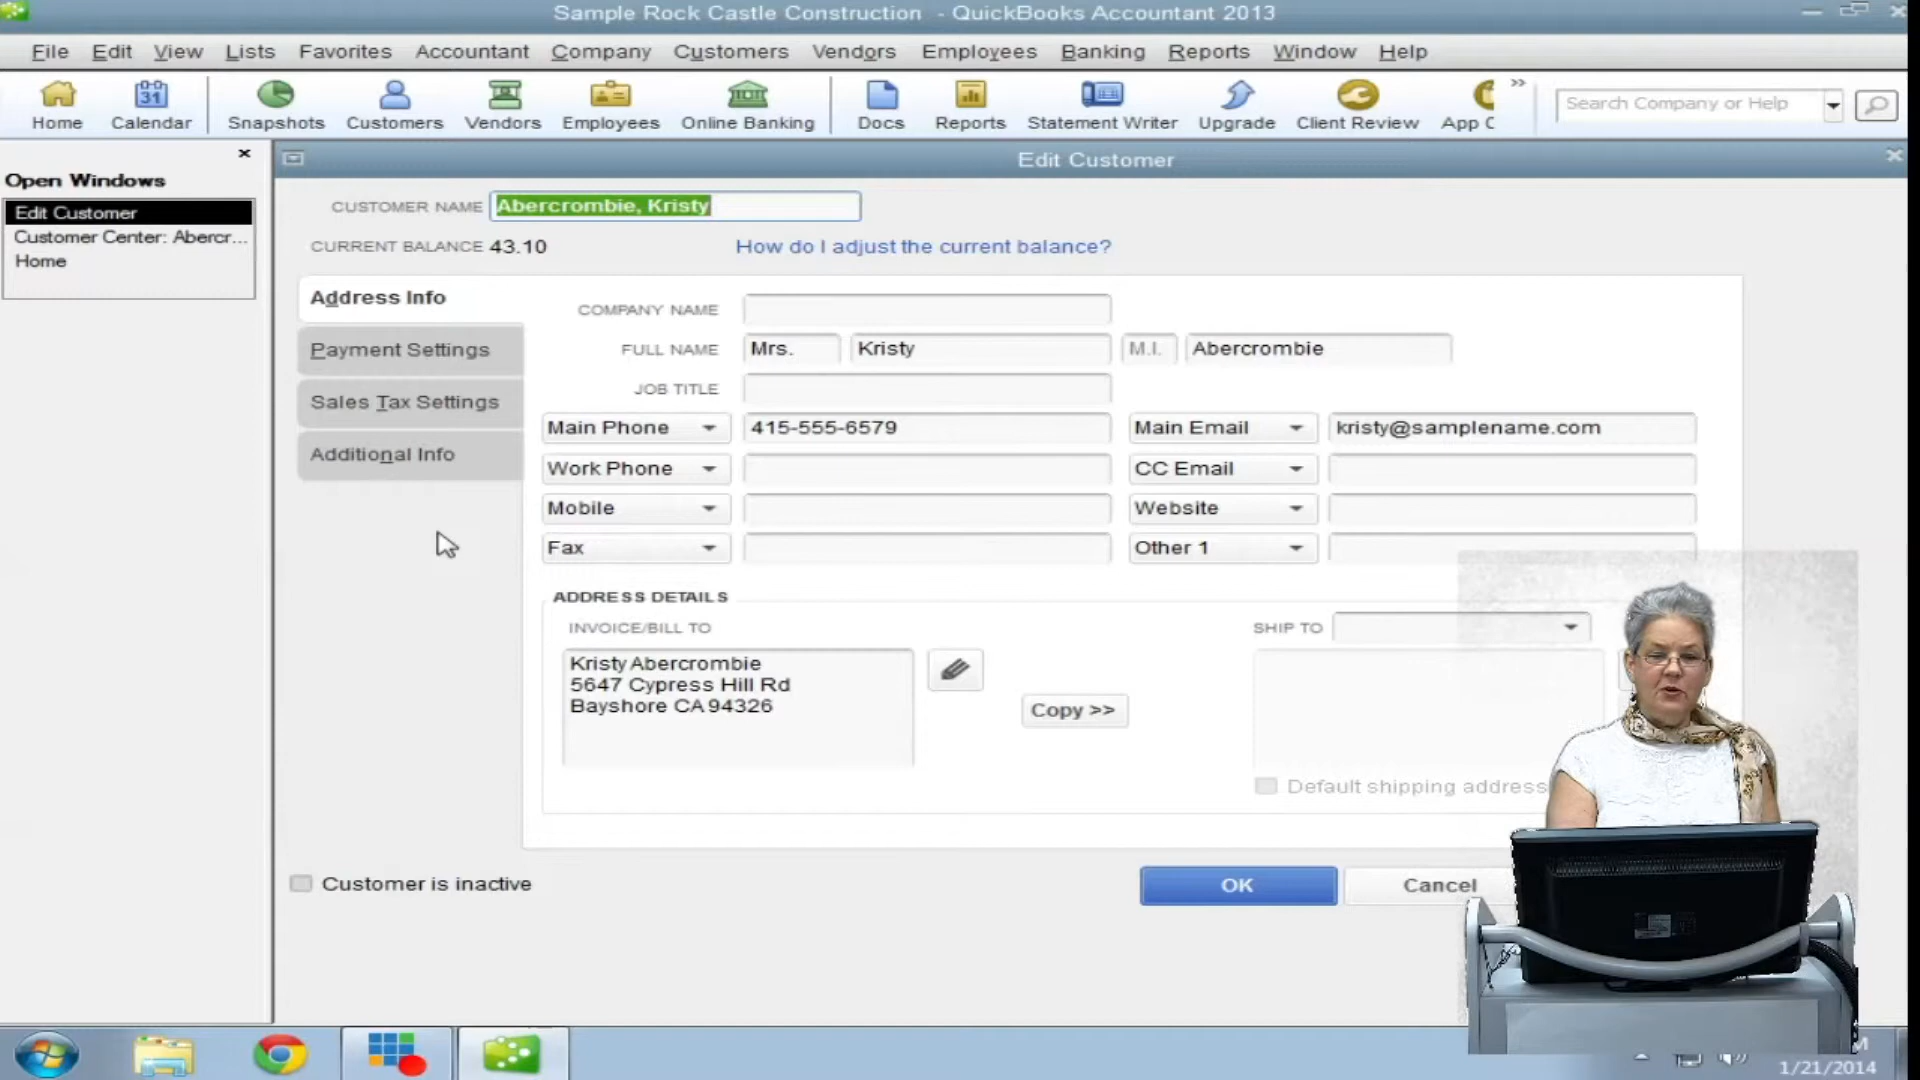 Sample Rock Castle Construction - QuickBooks Accountant 2013
File Edit View Lists Favorites Accountant Company Customers Vendors Employees Banking Reports Window Help
Home Calendar Snapshots Customers Vendors Employees Online Banking Docs Reports Statement Writer Upgrade Client Review App C
31
Search Company or Help
Open Windows
Edit Customer
Customer Center: Abercr...
Home
Edit Customer
CUSTOMER NAME Abercrombie, Kristy
CURRENT BALANCE 43.10 How do I adjust the current balance?
Address Info
Payment Settings
Sales Tax Settings
Additional Info
COMPANY NAME
FULL NAME Mrs. Kristy M.I. Abercrombie
JOB TITLE
Main Phone 415-555-6579 Main Email kristy@samplename.com
Work Phone CC Email
Mobile Website
Fax Other 1
ADDRESS DETAILS
INVOICE/BILL TO SHIP TO
Kristy Abercrombie
5647 Cypress Hill Rd
Bayshore CA 94326
Copy >>
Default shipping address
Customer is inactive
OK Cancel
1/21/2014